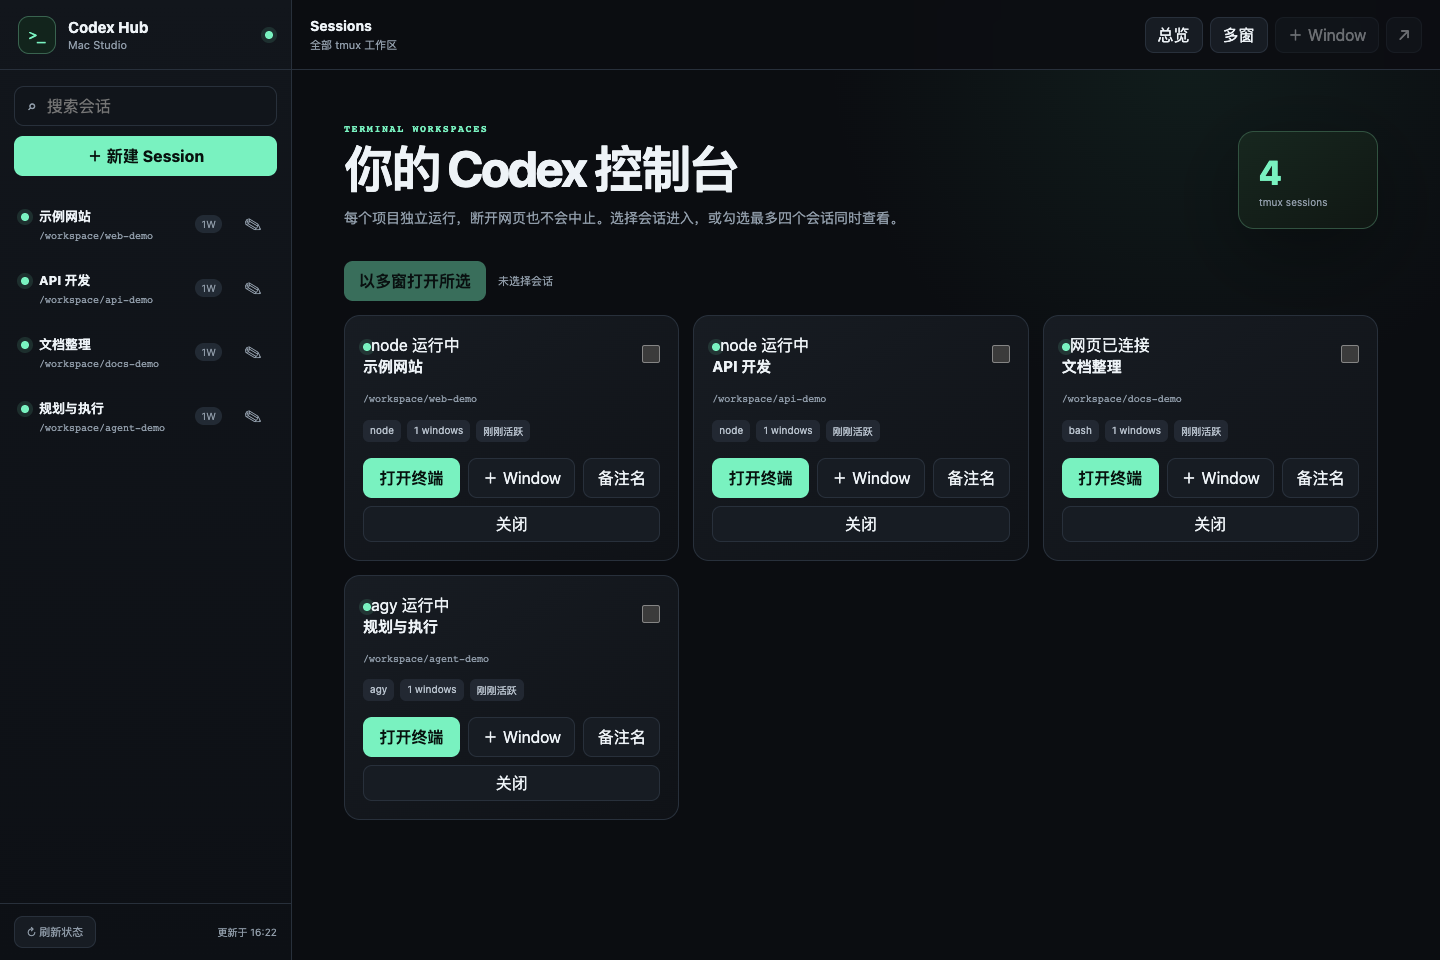 >_
Codex Hub
Mac Studio
搜索会话
＋ 新建 Session
示例网站
/workspace/web-demo
1W
API 开发
/workspace/api-demo
1W
文档整理
/workspace/docs-demo
1W
规划与执行
/workspace/agent-demo
1W
↻ 刷新状态
更新于 16:22
Sessions
全部 tmux 工作区
总览
多窗
＋ Window
↗
TERMINAL WORKSPACES
你的 Codex 控制台
每个项目独立运行，断开网页也不会中止。选择会话进入，或勾选最多四个会话同时查看。
4
tmux sessions
以多窗打开所选
未选择会话
node 运行中
示例网站
/workspace/web-demo
node
1 windows
刚刚活跃
打开终端
＋ Window
备注名
关闭
node 运行中
API 开发
/workspace/api-demo
node
1 windows
刚刚活跃
打开终端
＋ Window
备注名
关闭
网页已连接
文档整理
/workspace/docs-demo
bash
1 windows
刚刚活跃
打开终端
＋ Window
备注名
关闭
agy 运行中
规划与执行
/workspace/agent-demo
agy
1 windows
刚刚活跃
打开终端
＋ Window
备注名
关闭